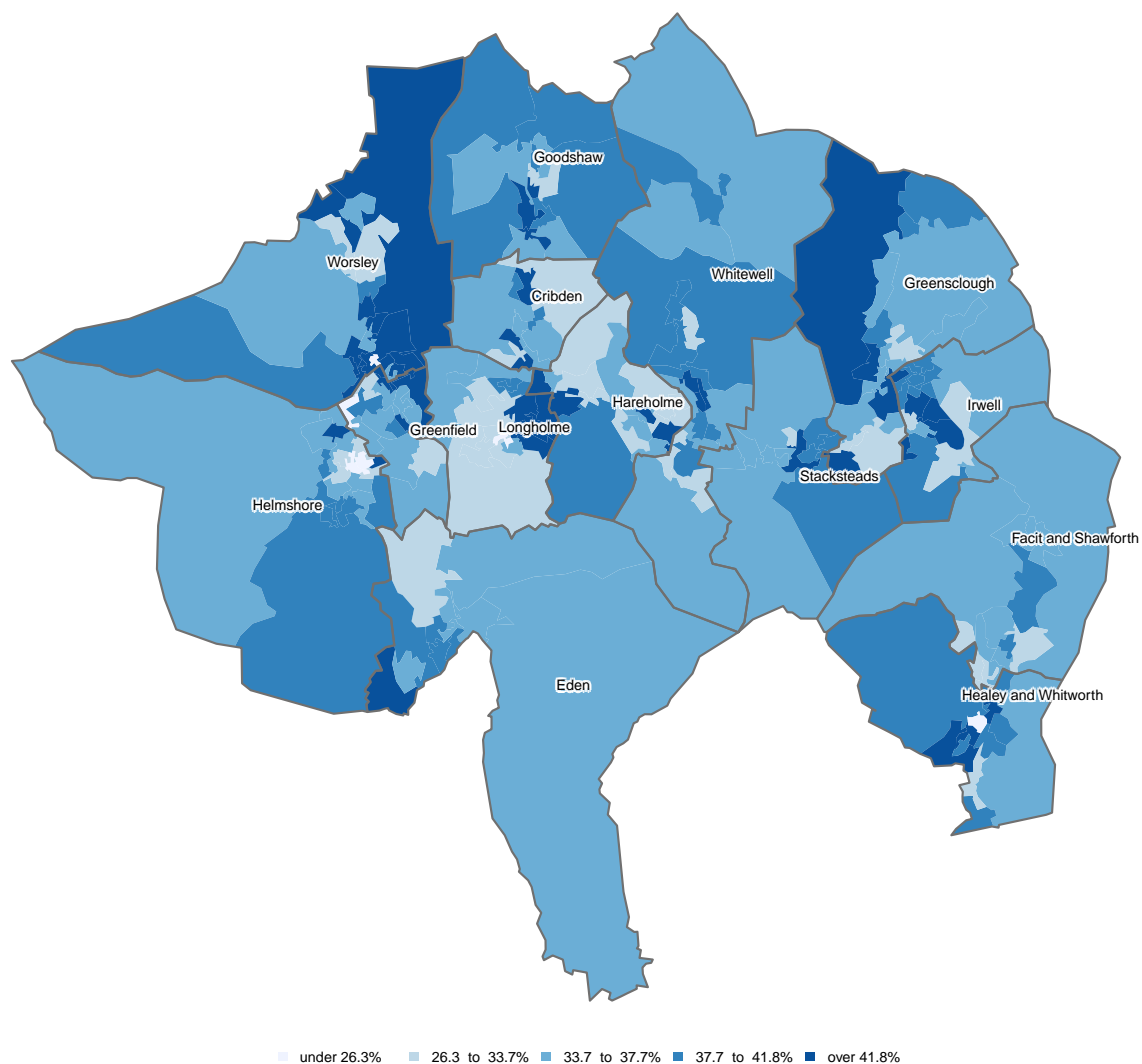 Goodshaw
Worsley
Whitewell
Greensclough
Cribden
Hareholme
Irwell
Greenfield
Longholme
Stacksteads
Helmshore
Facit and Shawforth
Eden
Healey and Whitworth
under 26.3% 26.3 to 33.7% 33.7 to 37.7% 37.7 to 41.8% over 41.8%